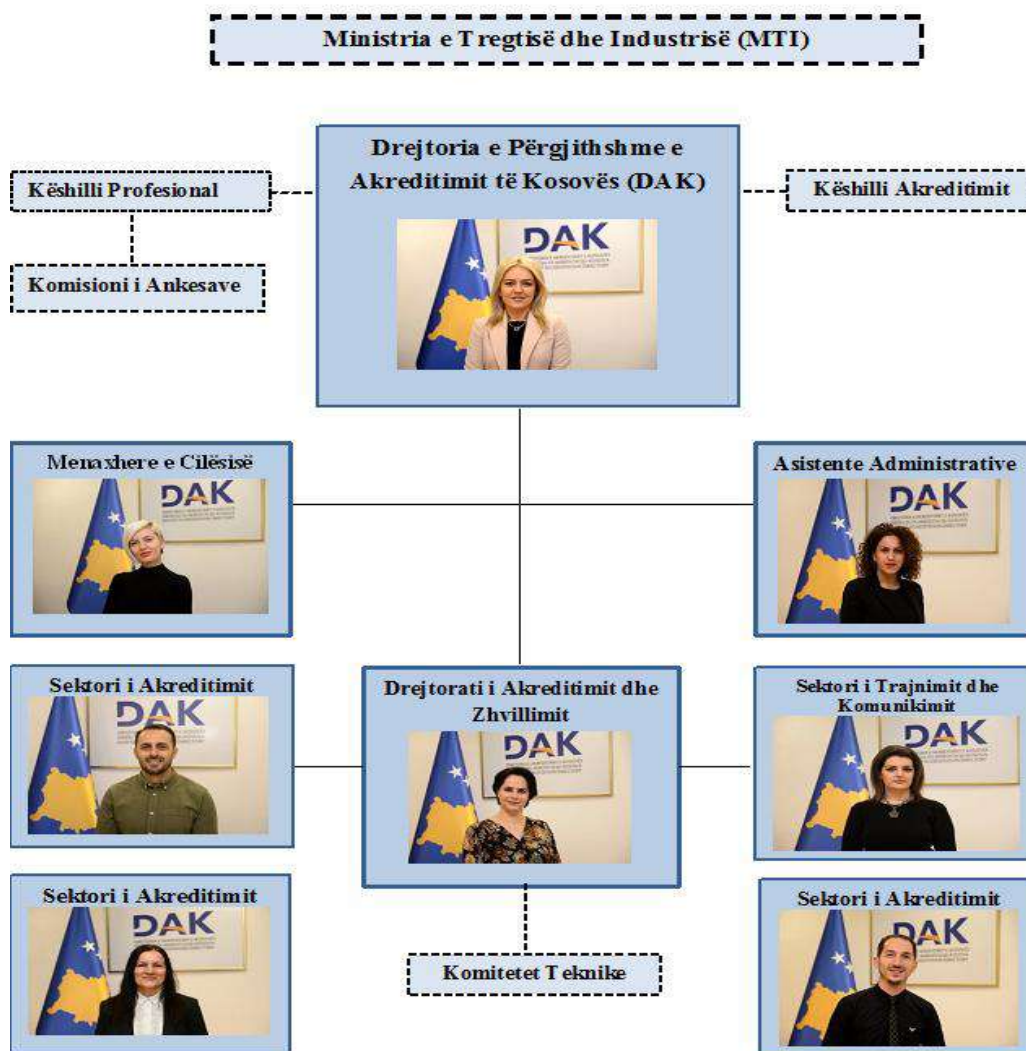 Ministria e Tregtisë dhe Industrisë (MTI)
Drejtoria e Përgjithshme e
Akreditimit të Kosovës (DAK)
Këshilli Profesional
Këshilli Akreditimit
Komisioni i Ankesave
DAK
Menaxhere e Cilësisë
DAK
Asistente Administrative
DAK
Sektori i Akreditimit
DAK
Drejtorati i Akreditimit dhe
Zhvillimit
DAK
Sektori i Trajnimit dhe
Komunikimit
DAK
Sektori i Akreditimit
DAK
Komitetet Teknike
Sektori i Akreditimit
DAK